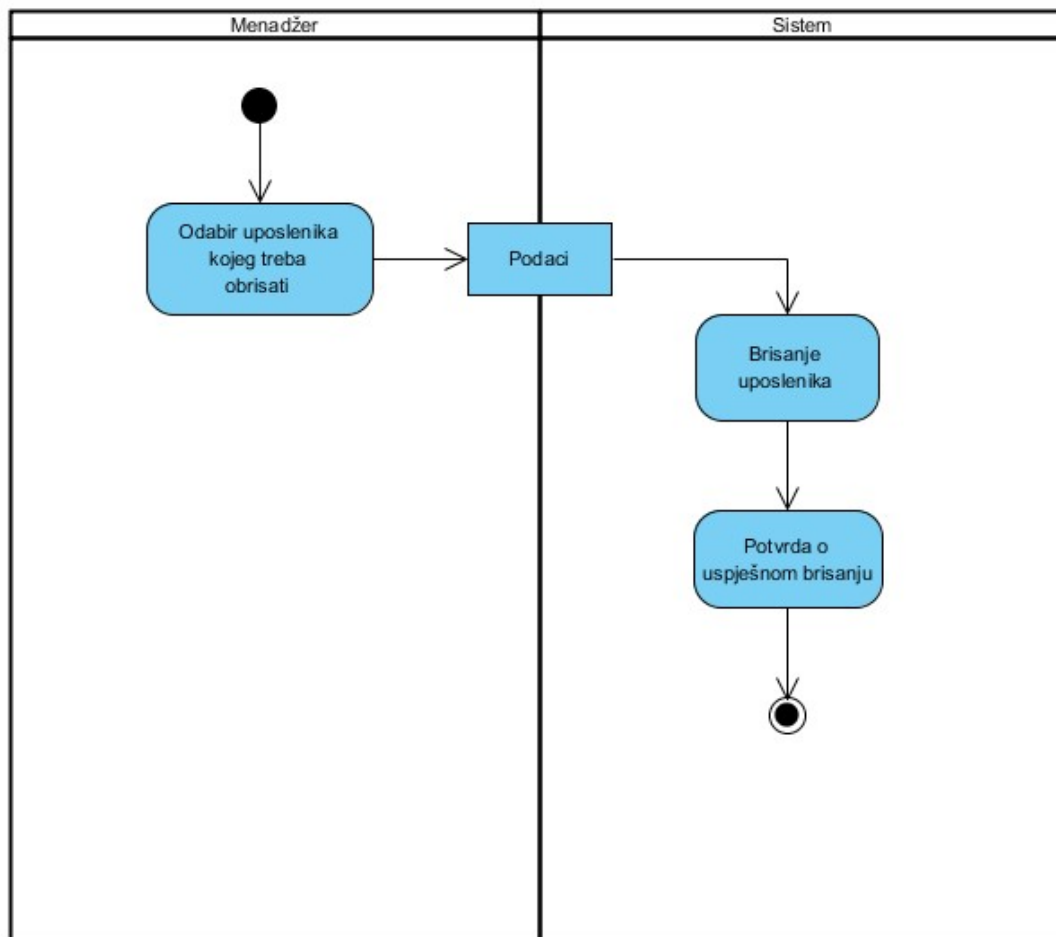 Menadžer
Sistem
Odabir uposlenika
kojeg treba
obrisati
Podaci
Brisanje
uposlenika
Potvrda o
uspješnom brisanju